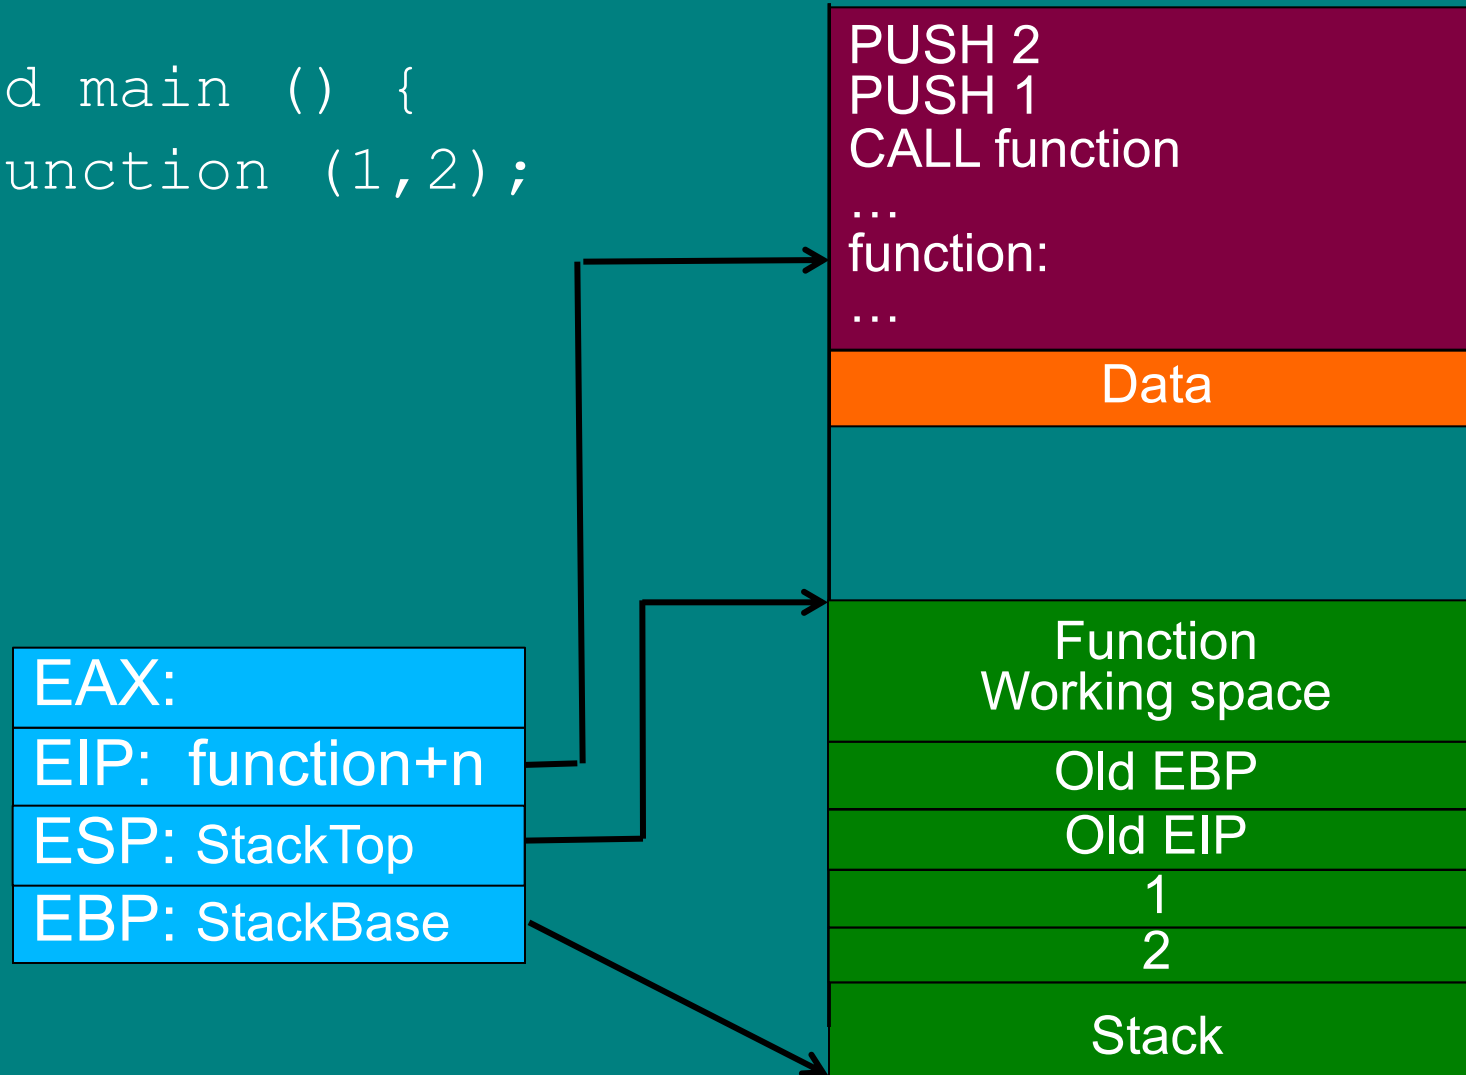 d main () {
unction (1,2);
PUSH 2
PUSH 1
CALL function
…
function:
…
Data
Function
Working space
Old EBP
Old EIP
1
2
Stack
EAX:
EIP: function+n
ESP: StackTop
EBP: StackBase